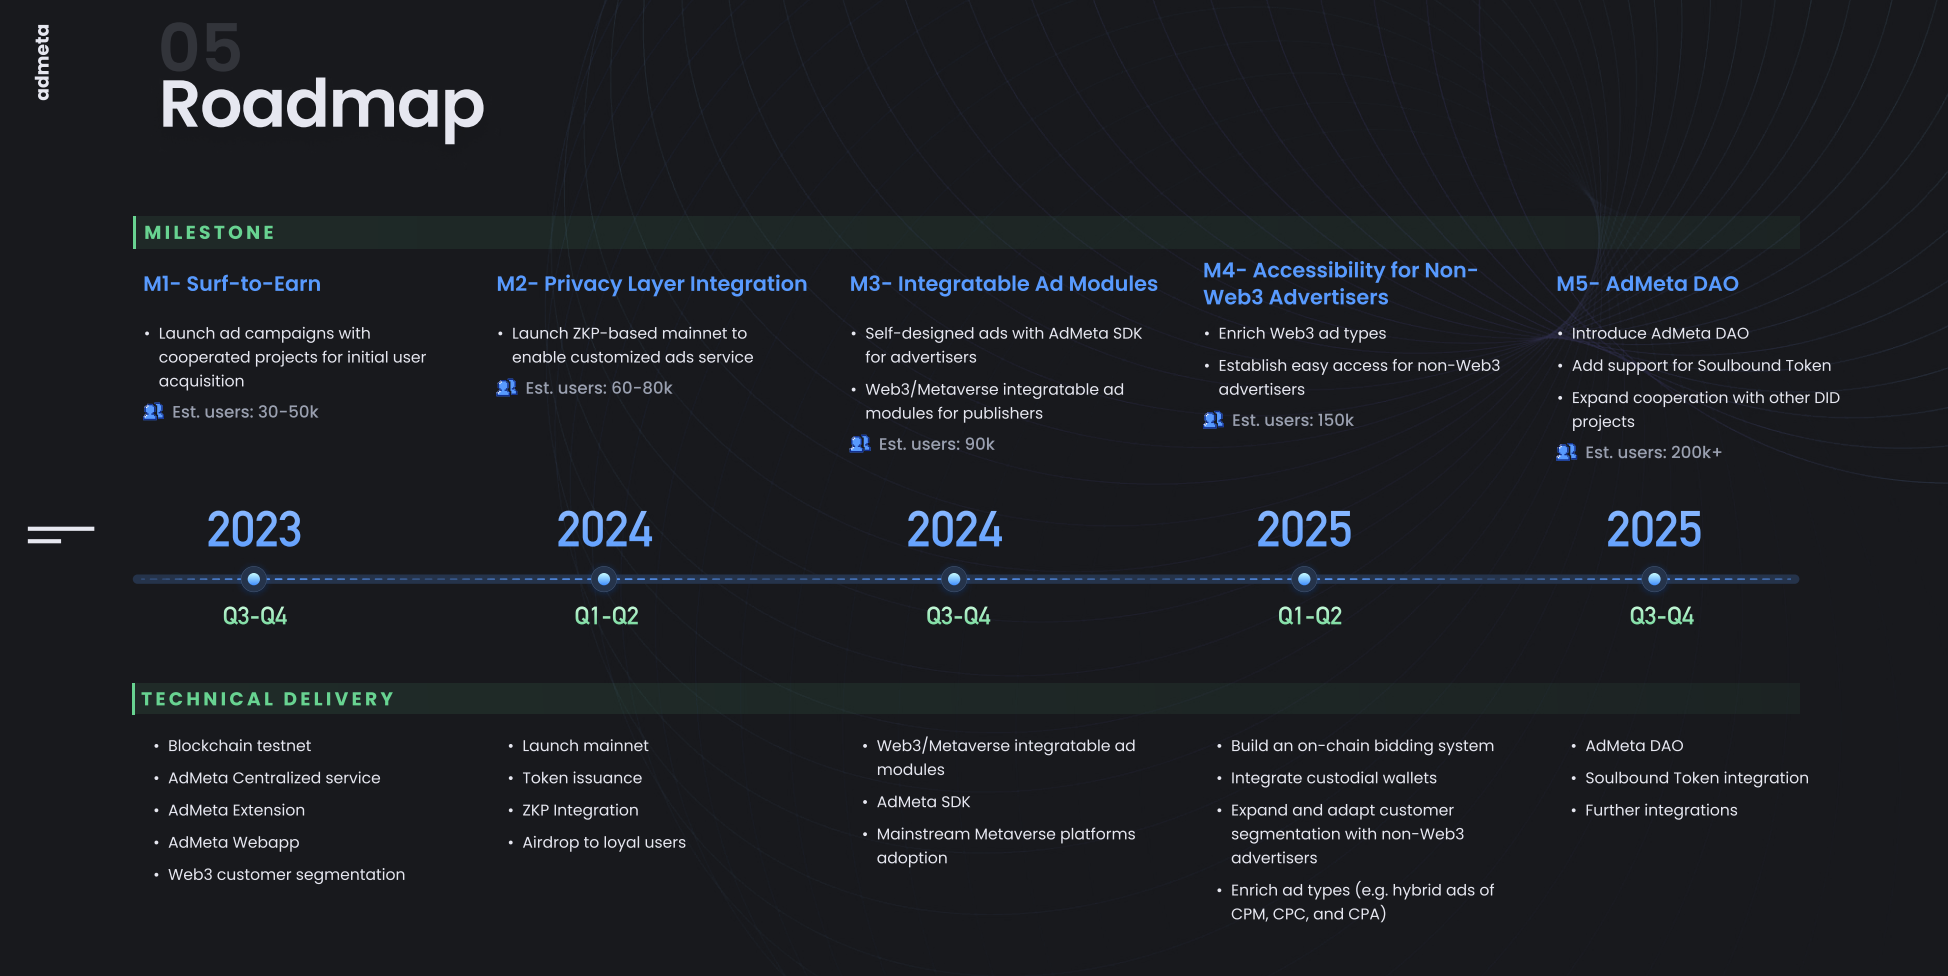 admeta
05
Roadmap
MILESTONE
M1- Surf-to-Earn
• Launch ad campaigns with
cooperated projects for initial user
acquisition
Est. users: 30-50k
M2- Privacy Layer Integration
• Launch ZKP-based mainnet to
enable customized ads service
Est. users: 60-80k
M3- Integratable Ad Modules
• Self-designed ads with AdMeta SDK
for advertisers
• Web3/Metaverse integratable ad
modules for publishers
Est. users: 90k
M4- Accessibility for Non-
Web3 Advertisers
• Enrich Web3 ad types
• Establish easy access for non-Web3
advertisers
Est. users: 150k
M5- AdMeta DAO
• Introduce AdMeta DAO
• Add support for Soulbound Token
• Expand cooperation with other DID
projects
Est. users: 200k+
2023
2024
2024
2025
2025
Q3-Q4
Q1-Q2
Q3-Q4
Q1-Q2
Q3-Q4
TECHNICAL DELIVERY
• Blockchain testnet
• AdMeta Centralized service
• AdMeta Extension
• AdMeta Webapp
• Web3 customer segmentation
• Launch mainnet
• Token issuance
• ZKP Integration
• Airdrop to loyal users
• Web3/Metaverse integratable ad
modules
• AdMeta SDK
• Mainstream Metaverse platforms
adoption
• Build an on-chain bidding system
• Integrate custodial wallets
• Expand and adapt customer
segmentation with non-Web3
advertisers
• Enrich ad types (e.g. hybrid ads of
CPM, CPC, and CPA)
• AdMeta DAO
• Soulbound Token integration
• Further integrations